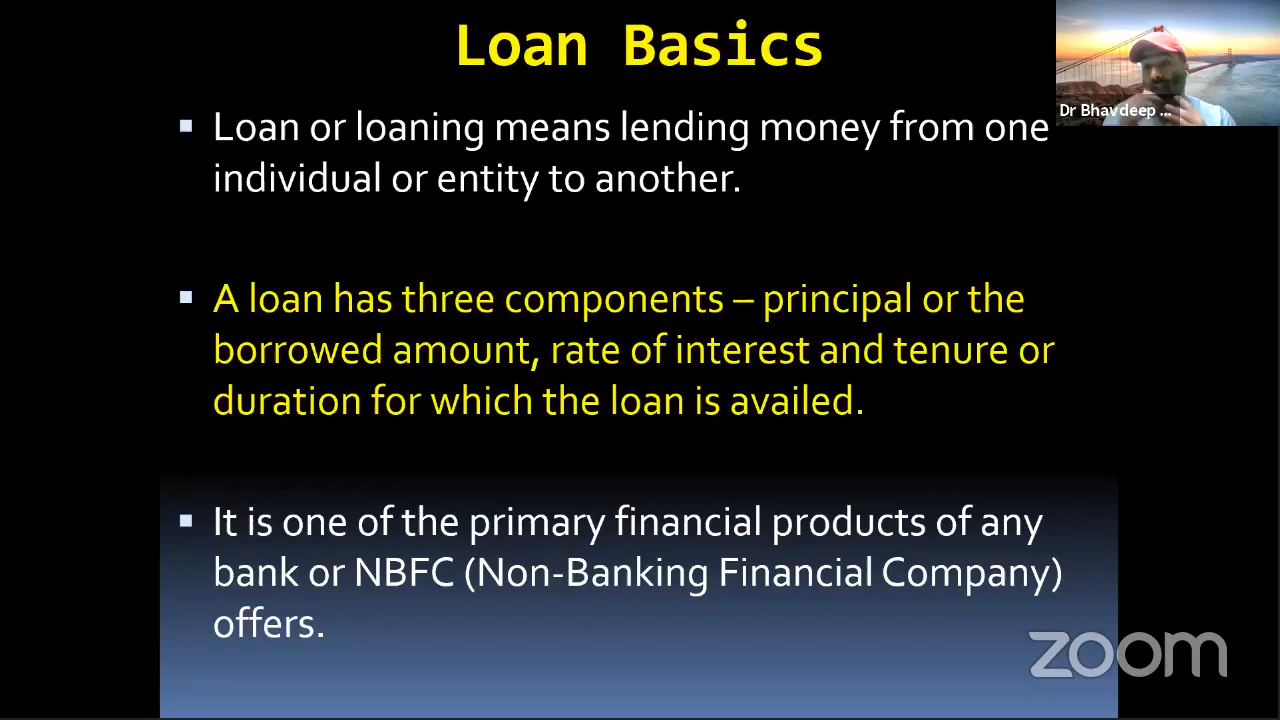 Loan Basics
Dr Bhavdeep ...
▪ Loan or loaning means lending money from one
individual or entity to another.
▪ A loan has three components – principal or the
borrowed amount, rate of interest and tenure or
duration for which the loan is availed.
▪ It is one of the primary financial products of any
bank or NBFC (Non-Banking Financial Company)
offers.
zoom